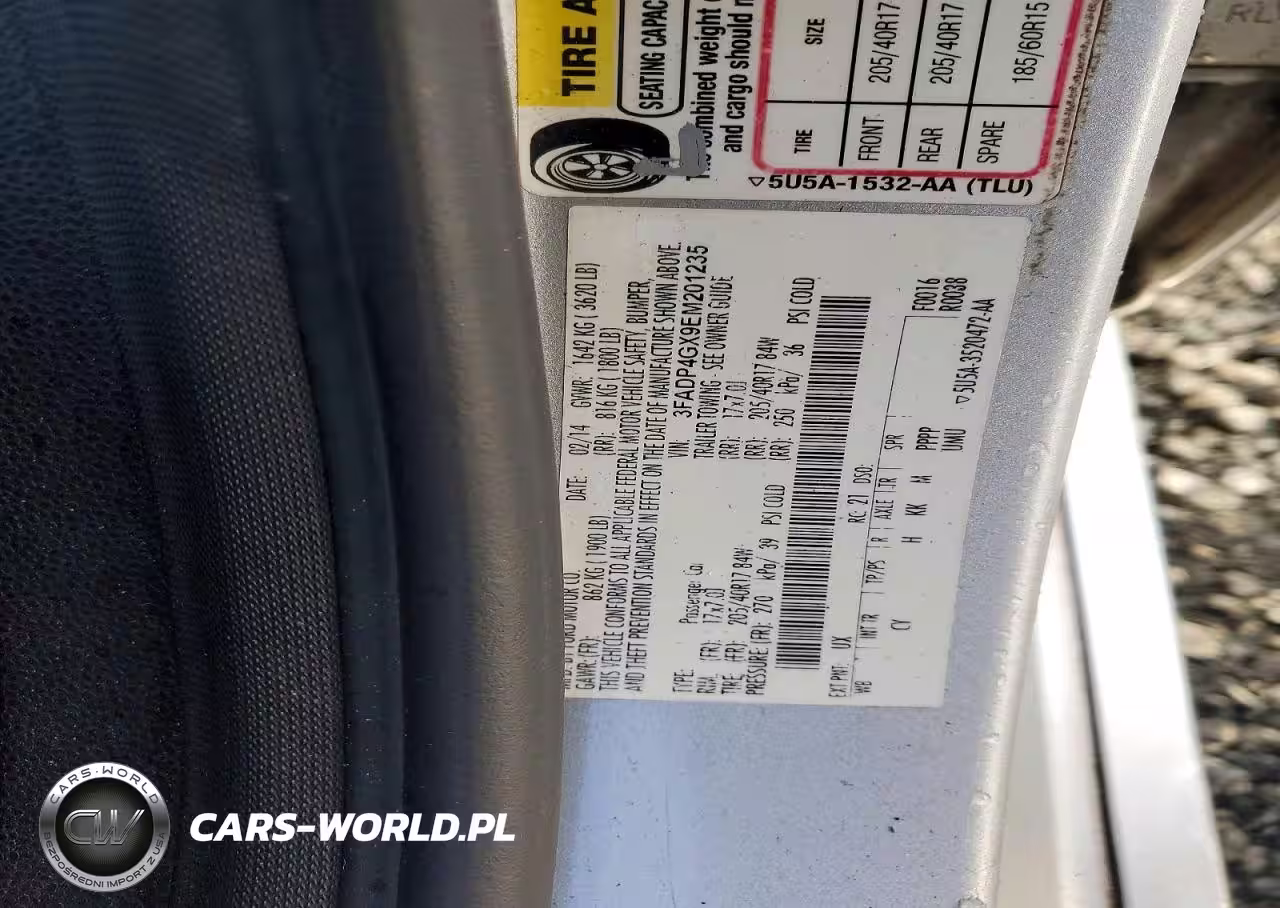 TIRE A
SEATING CAPAC
combined weight
and cargo should
TIRE SIZE
FRONT 205/40R17
REAR 205/40R17
SPARE 185/60R15
5U5A-1532-AA (TLU)
FORD MOTOR CO
DATE: 02/14 GVWR: 1642 KG ( 3620 LB)
GAWR: (FR): 862 KG ( 1900 LB) (RR): 816 KG ( 1800 LB)
THIS VEHICLE CONFORMS TO ALL APPLICABLE FEDERAL MOTOR VEHICLE SAFETY, BUMPER,
AND THEFT PREVENTION STANDARDS IN EFFECT ON THE DATE OF MANUFACTURE SHOWN ABOVE.
VIN: 3FADP4GX9EM201235
TYPE: Passenger Car TRAILER TOWING - SEE OWNER GUIDE
RIM: (FR): 17x7.0J (RR): 17x7.0J
TIRE: (FR): 205/40R17 84W (RR): 205/40R17 84W
PRESSURE (FR): 270 kPa/ 39 PSI COLD (RR): 250 kPa/ 36 PSI COLD
EXT PNT: UX RC: 27 DSO:
WB INT TR TP/PS R AXLE TR SPR F0016
CY H KK M PPPP R0038
UMU
5U5A-3520472-AA
CARS-WORLD
CW
BEZPOŚREDNI IMPORT Z USA
CARS-WORLD.PL